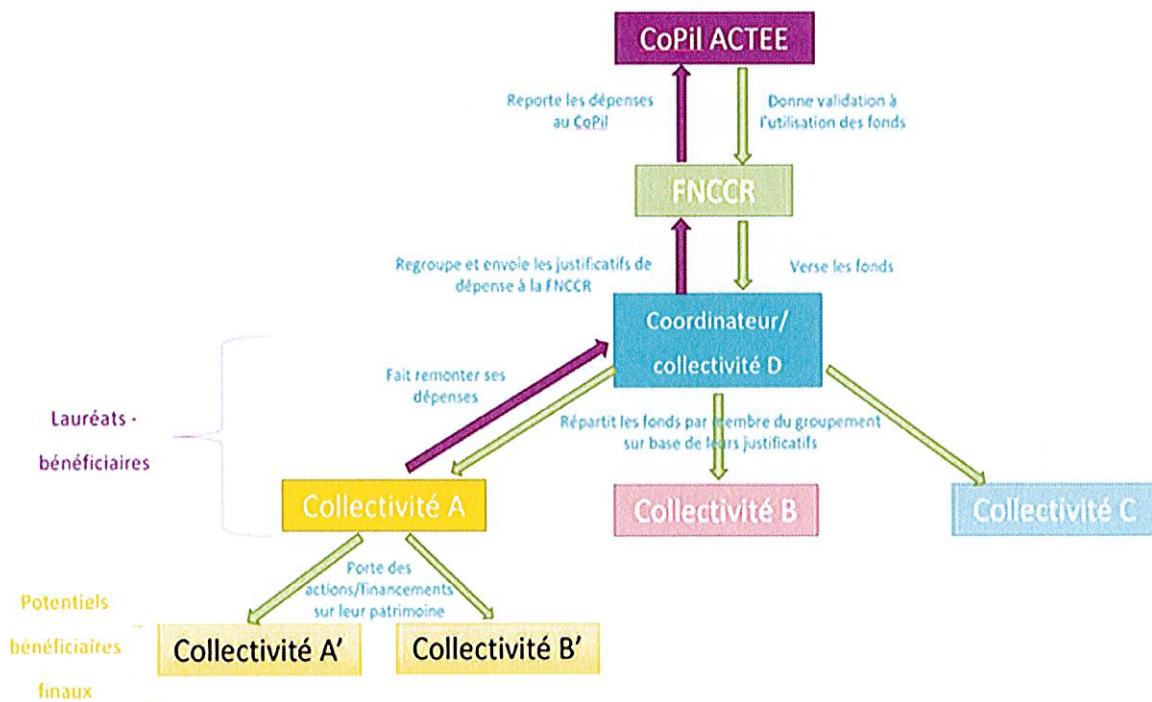 CoPil ACTEE
Reporte les dépenses
au CoPil
Donne validation à
l'utilisation des fonds
FNCCR
Regroupe et envoie les justificatifs de
dépense à la FNCCR
Verse les fonds
Coordinateur/
collectivité D
Fait remonter ses
dépenses
Répartit les fonds par membre du groupement
sur base de leurs justificatifs
Lauréats -
bénéficiaires
Collectivité A
Collectivité B
Collectivité C
Porte des
actions/financements
sur leur patrimoine
Potentiels
bénéficiaires
finaux
Collectivité A'
Collectivité B'